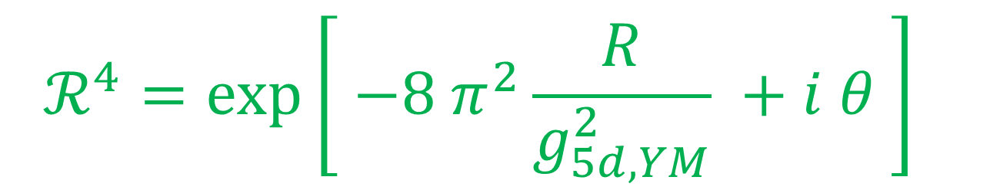 ℛ⁴ = exp [ −8 π² R / g²_{5d,YM} + i θ ]